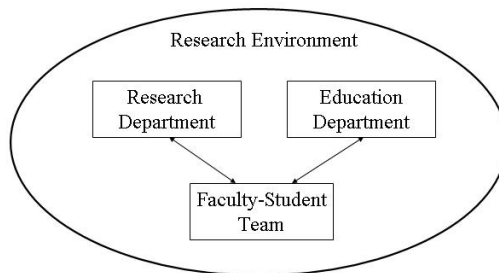 Research Environment
Research
Department
Education
Department
Faculty-Student
Team